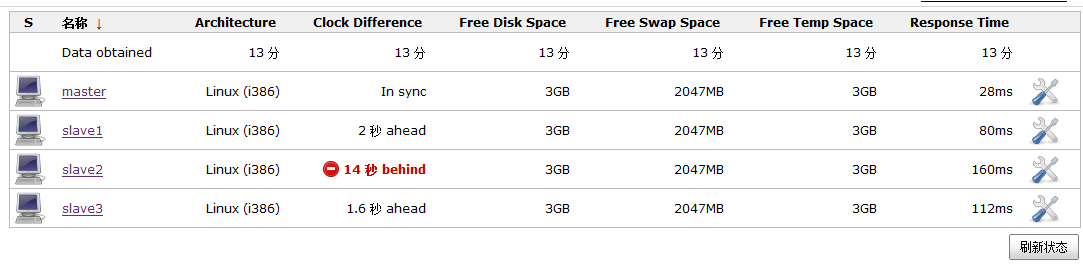 S 名称 ↓ Architecture Clock Difference Free Disk Space Free Swap Space Free Temp Space Response Time
Data obtained 13 分 13 分 13 分 13 分 13 分 13 分
master Linux (i386) In sync 3GB 2047MB 3GB 28ms
slave1 Linux (i386) 2 秒 ahead 3GB 2047MB 3GB 80ms
slave2 Linux (i386) 14 秒 behind 3GB 2047MB 3GB 160ms
slave3 Linux (i386) 1.6 秒 ahead 3GB 2047MB 3GB 112ms
刷新状态